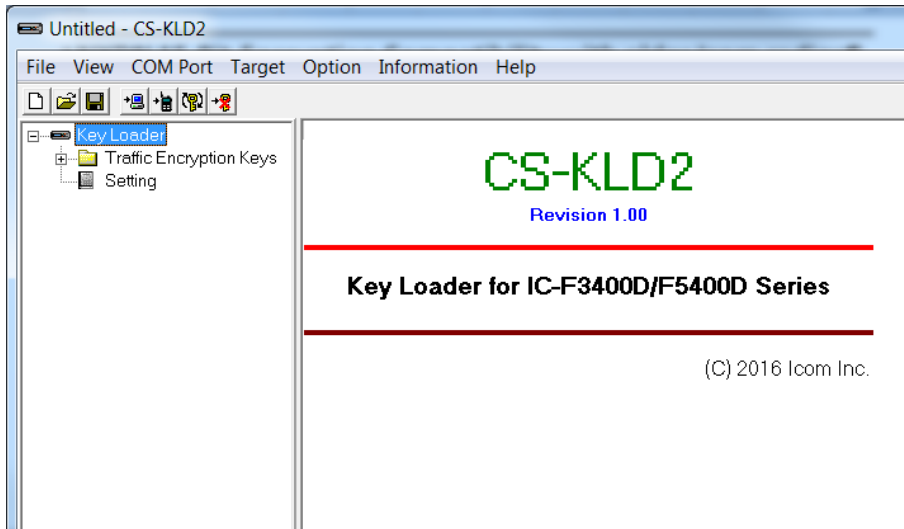 Untitled - CS-KLD2
File View COM Port Target Option Information Help
Key Loader
Traffic Encryption Keys
Setting
CS-KLD2
Revision 1.00
Key Loader for IC-F3400D/F5400D Series
(C) 2016 Icom Inc.